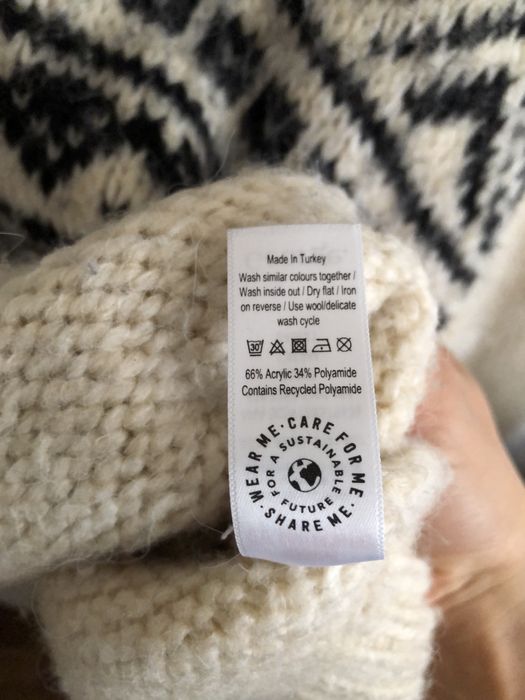 Made In Turkey
Wash similar colours together /
Wash inside out / Dry flat / Iron
on reverse / Use wool/delicate
wash cycle
30°
66% Acrylic 34% Polyamide
Contains Recycled Polyamide
WEAR ME · CARE FOR ME · SHARE ME ·
FOR A SUSTAINABLE FUTURE